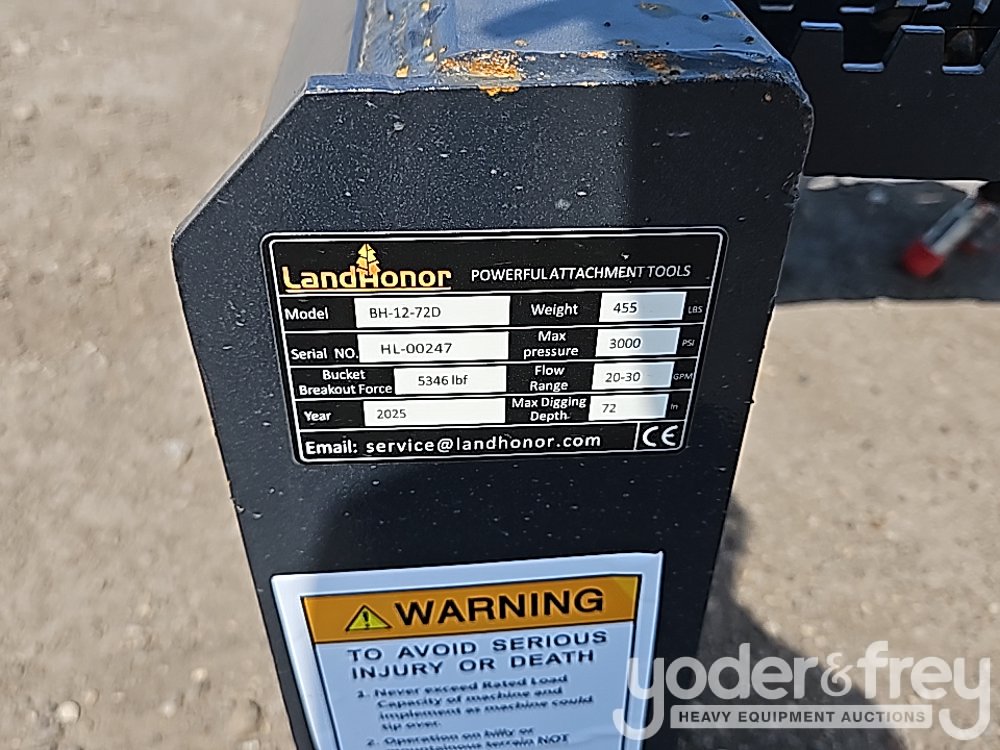 LandHonor POWERFUL ATTACHMENT TOOLS
Model BH-12-72D Weight 455 LBS
Serial NO. HL-00247 Max pressure 3000 PSI
Bucket Breakout Force 5346 lbf Flow Range 20-30 GPM
Year 2025 Max Digging Depth 72 In
Email: service@landhonor.com CE
WARNING
TO AVOID SERIOUS
INJURY OR DEATH
1. Never exceed Rated Load
Capacity of machine and
implement as machine could
tip over.
2. Operation on hilly or
mountainous terrain NOT
yoder&frey
HEAVY EQUIPMENT AUCTIONS